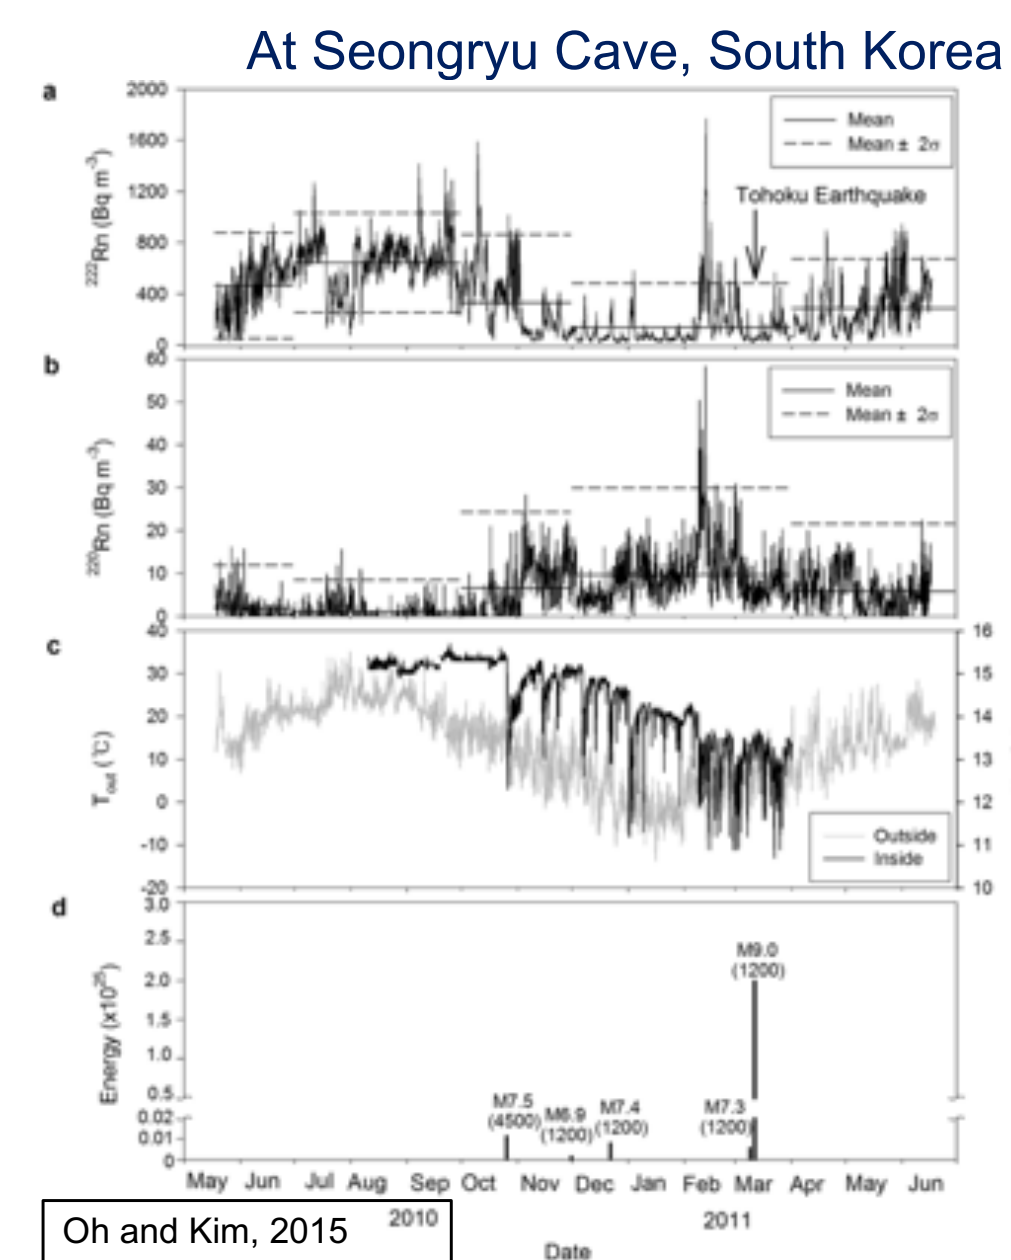 At Seongryu Cave, South Korea
a
2000
1600
1200
800
400
0
²²²Rn (Bq m⁻³)
Mean
Mean ± 2σ
Tohoku Earthquake
b
60
50
40
30
20
10
0
²²⁰Rn (Bq m⁻³)
Mean
Mean ± 2σ
c
40
30
20
10
0
-10
-20
T_out (℃)
16
15
14
13
12
11
10
Outside
Inside
d
3.0
2.5
2.0
1.5
1.0
0.5
0.02
0.01
0
Energy (x10²⁵)
M9.0
(1200)
M7.5
(4500)
M6.9
(1200)
M7.4
(1200)
M7.3
(1200)
May Jun Jul Aug Sep Oct Nov Dec Jan Feb Mar Apr May Jun
2010 2011
Date
Oh and Kim, 2015